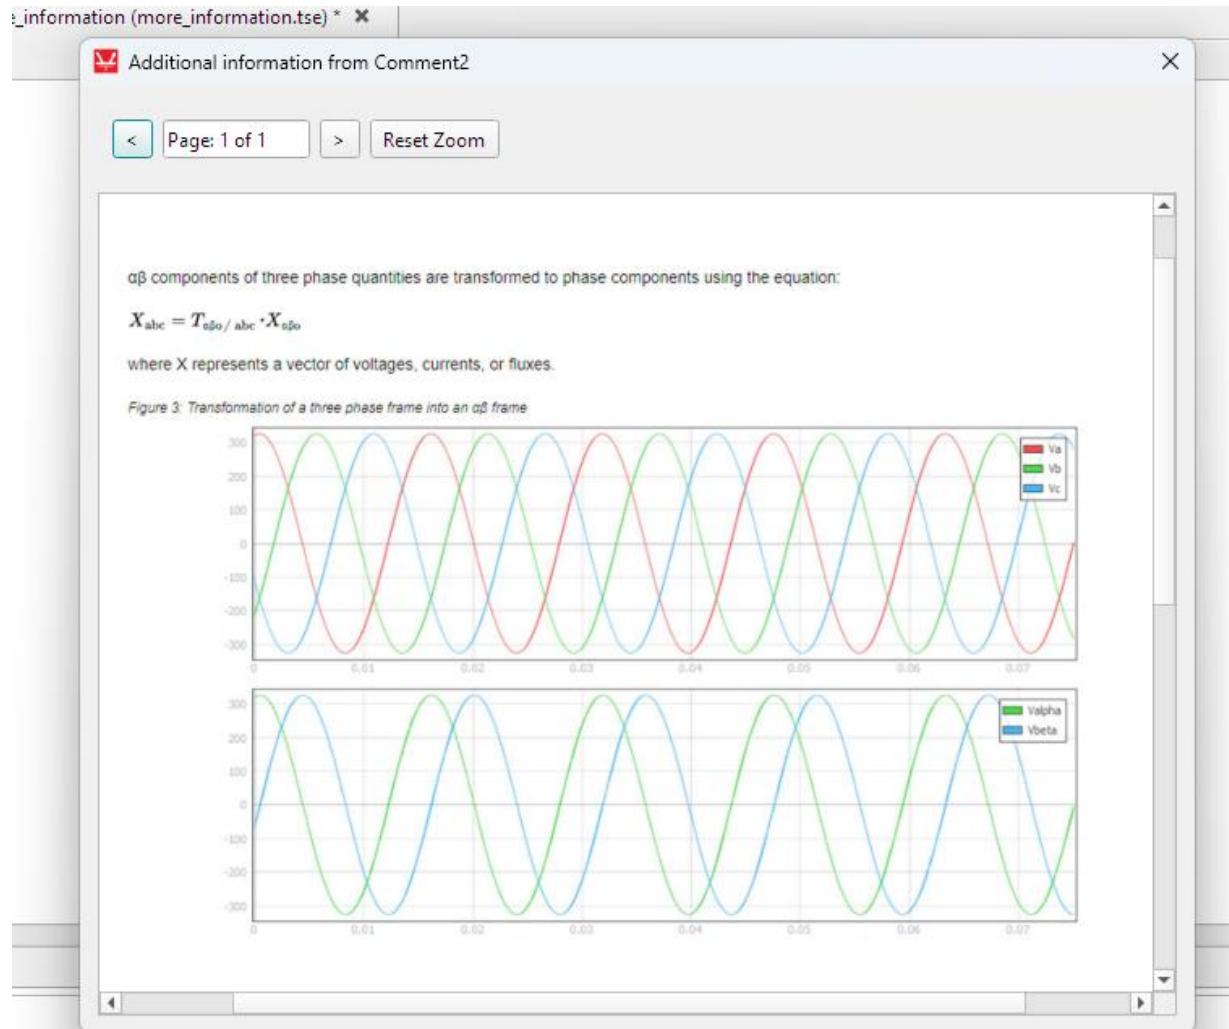 _information (more_information.tse) * ✖
Additional information from Comment2
<
Page: 1 of 1
>
Reset Zoom
αβ components of three phase quantities are transformed to phase components using the equation:
X abc = T αβo / abc · X αβo
where X represents a vector of voltages, currents, or fluxes.
Figure 3: Transformation of a three phase frame into an αβ frame
300
200
100
0
-100
-200
-300
Va
Vb
Vc
0 0.01 0.02 0.03 0.04 0.05 0.06 0.07
300
200
100
0
-100
-200
-300
Valpha
Vbeta
0 0.01 0.02 0.03 0.04 0.05 0.06 0.07